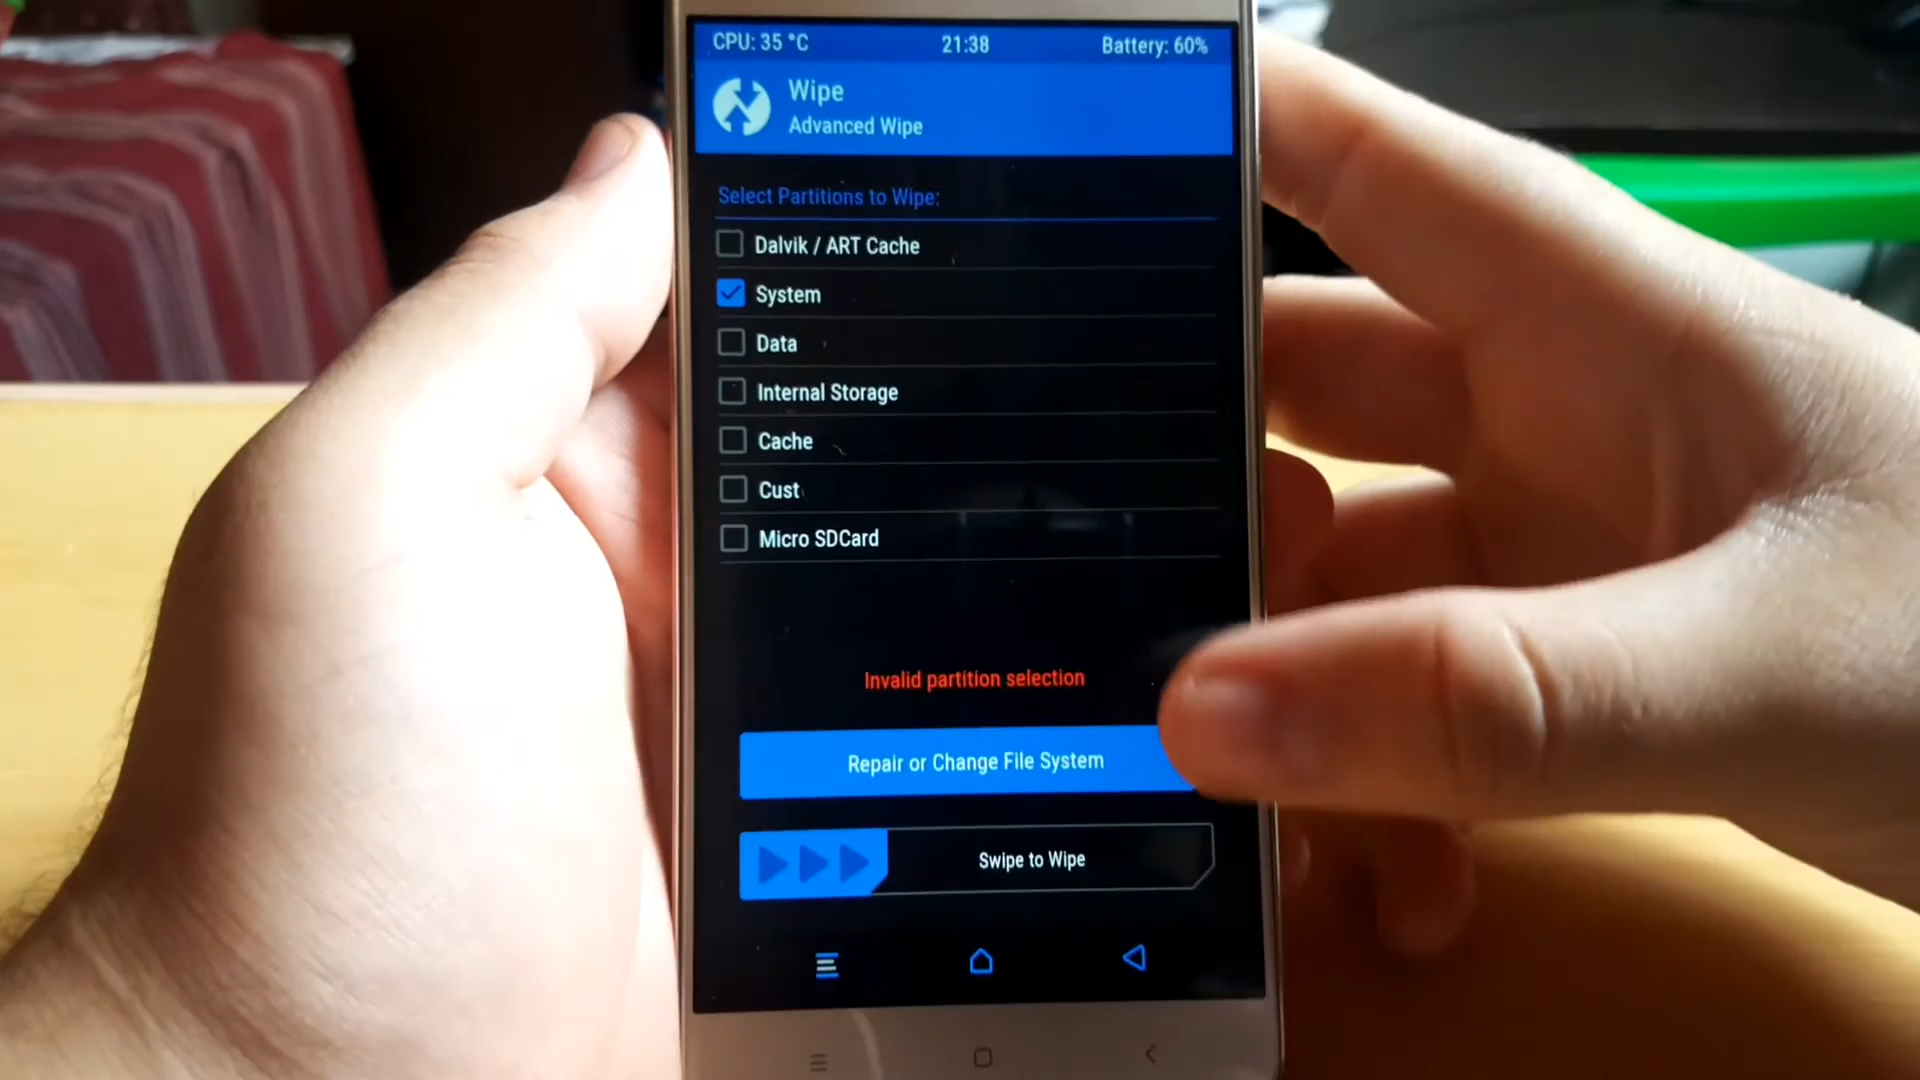 CPU: 35 °C 21:38 Battery: 60%
Wipe
Advanced Wipe
Select Partitions to Wipe:
Dalvik / ART Cache
System
Data
Internal Storage
Cache
Cust
Micro SDCard
Invalid partition selection
Repair or Change File System
Swipe to Wipe